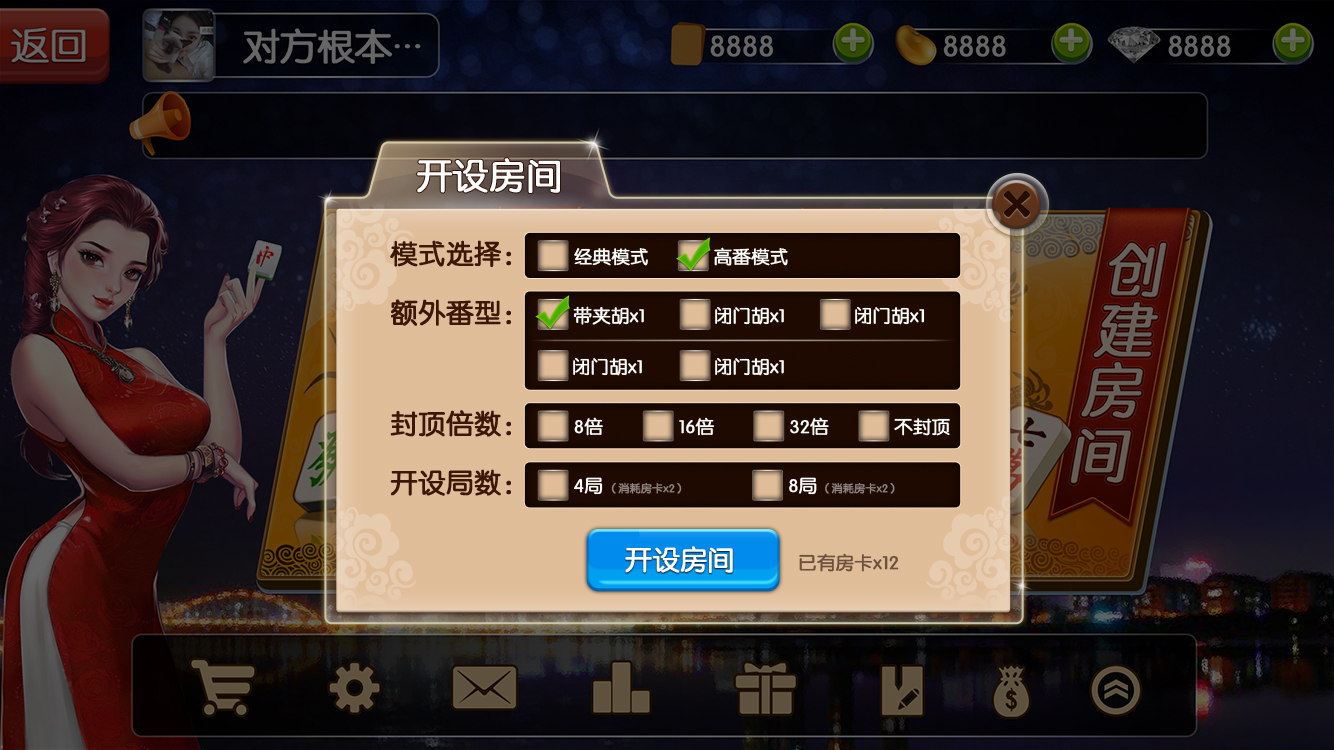 返回
对方根本…
8888
8888
8888
开设房间
模式选择：
经典模式
高番模式
额外番型：
带夹胡x1
闭门胡x1
闭门胡x1
闭门胡x1
闭门胡x1
封顶倍数：
8倍
16倍
32倍
不封顶
开设局数：
4局（消耗房卡x2）
8局（消耗房卡x2）
开设房间
已有房卡x12
创建房间
中